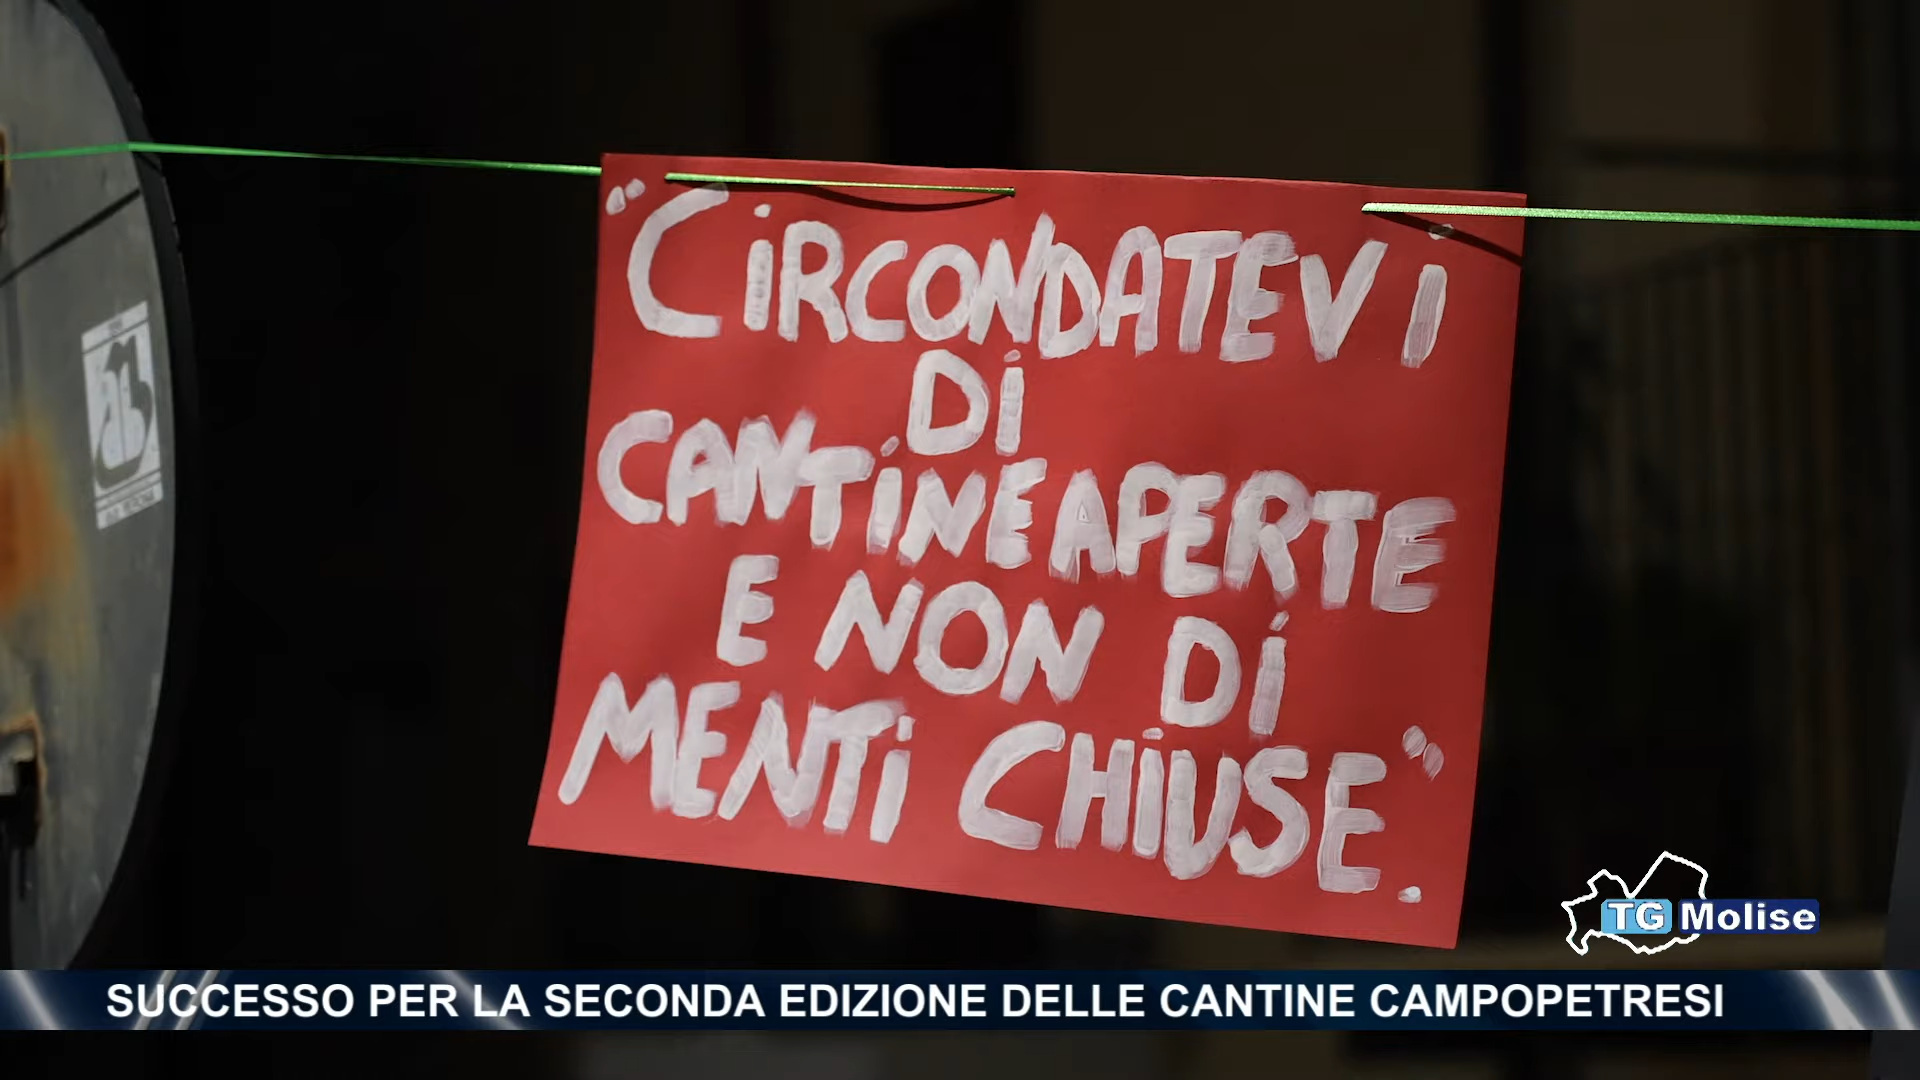 "CiRCONDATEVI
Di
CANTiNE APERTE
E NON Di
MENTi CHiUSE".
TG Molise
SUCCESSO PER LA SECONDA EDIZIONE DELLE CANTINE CAMPOPETRESI